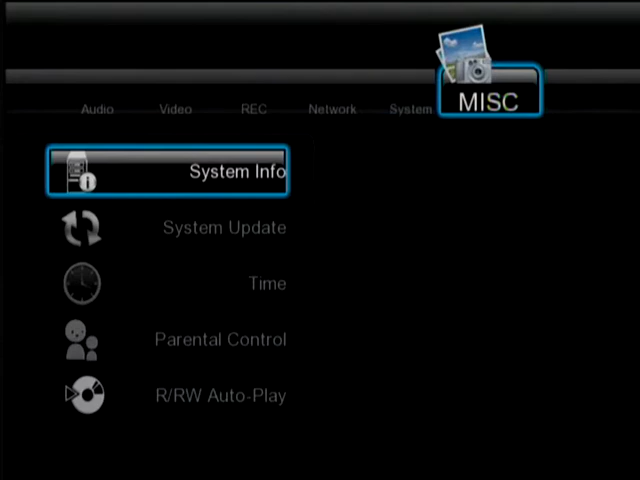 Audio Video REC Network System MISC
System Info
System Update
Time
Parental Control
R/RW Auto-Play